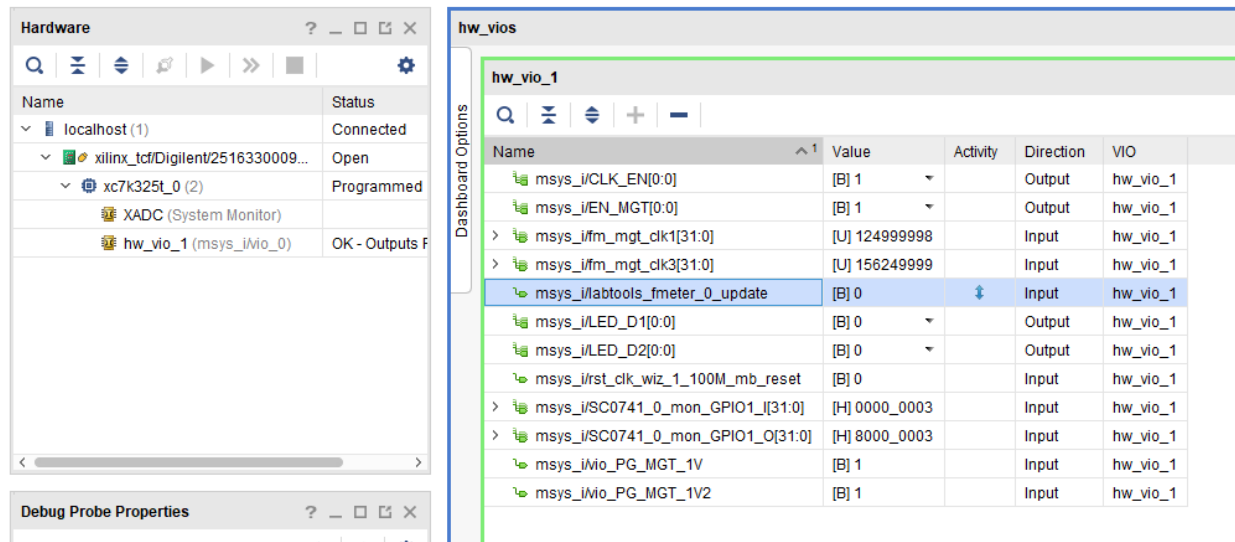 Hardware
Name Status
localhost (1) Connected
xilinx_tcf/Digilent/2516330009... Open
xc7k325t_0 (2) Programmed
XADC (System Monitor)
hw_vio_1 (msys_i/vio_0) OK - Outputs F
Debug Probe Properties
hw_vios
Dashboard Options
hw_vio_1
Name 1 Value Activity Direction VIO
msys_i/CLK_EN[0:0] [B] 1 Output hw_vio_1
msys_i/EN_MGT[0:0] [B] 1 Output hw_vio_1
msys_i/fm_mgt_clk1[31:0] [U] 124999998 Input hw_vio_1
msys_i/fm_mgt_clk3[31:0] [U] 156249999 Input hw_vio_1
msys_i/labtools_fmeter_0_update [B] 0 Input hw_vio_1
msys_i/LED_D1[0:0] [B] 0 Output hw_vio_1
msys_i/LED_D2[0:0] [B] 0 Output hw_vio_1
msys_i/rst_clk_wiz_1_100M_mb_reset [B] 0 Input hw_vio_1
msys_i/SC0741_0_mon_GPIO1_I[31:0] [H] 0000_0003 Input hw_vio_1
msys_i/SC0741_0_mon_GPIO1_O[31:0] [H] 8000_0003 Input hw_vio_1
msys_i/vio_PG_MGT_1V [B] 1 Input hw_vio_1
msys_i/vio_PG_MGT_1V2 [B] 1 Input hw_vio_1